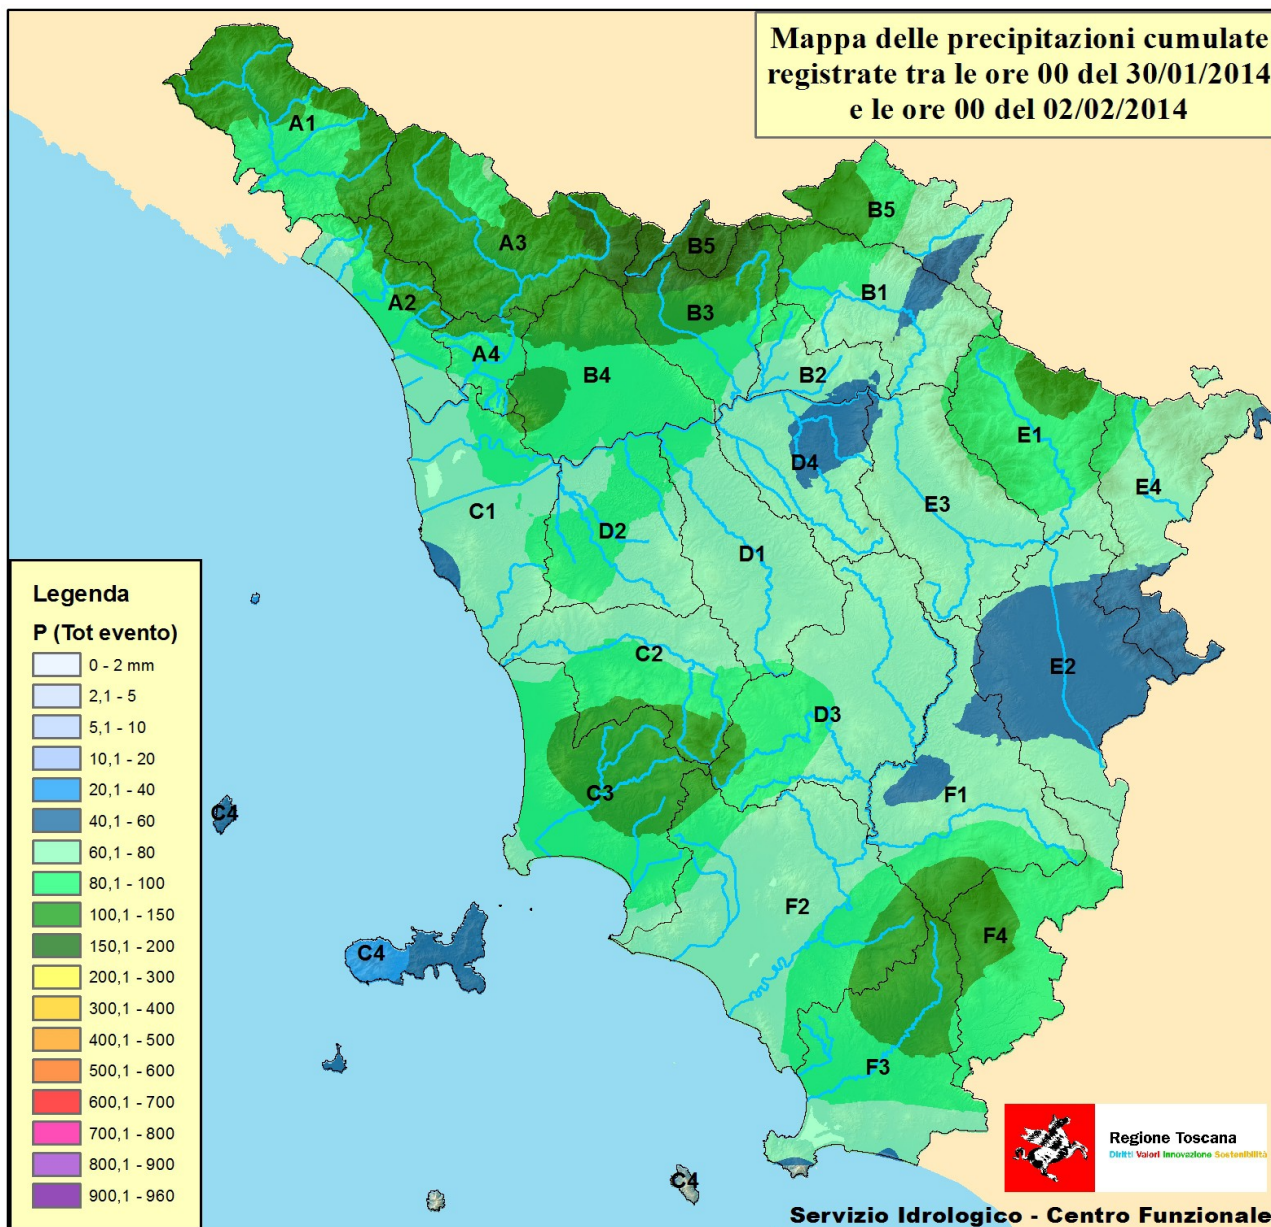 Mappa delle precipitazioni cumulate
registrate tra le ore 00 del 30/01/2014
e le ore 00 del 02/02/2014
A1
B5
A3
B5
B1
A2
B3
A4
B4
B2
E1
D4
E4
E3
C1
D2
D1
C2
E2
D3
C3
F1
C4
F2
F4
C4
F3
C4
Legenda
P (Tot evento)
0 - 2 mm
2,1 - 5
5,1 - 10
10,1 - 20
20,1 - 40
40,1 - 60
60,1 - 80
80,1 - 100
100,1 - 150
150,1 - 200
200,1 - 300
300,1 - 400
400,1 - 500
500,1 - 600
600,1 - 700
700,1 - 800
800,1 - 900
900,1 - 960
Regione Toscana
Diritti Valori Innovazione Sostenibilità
Servizio Idrologico - Centro Funzionale